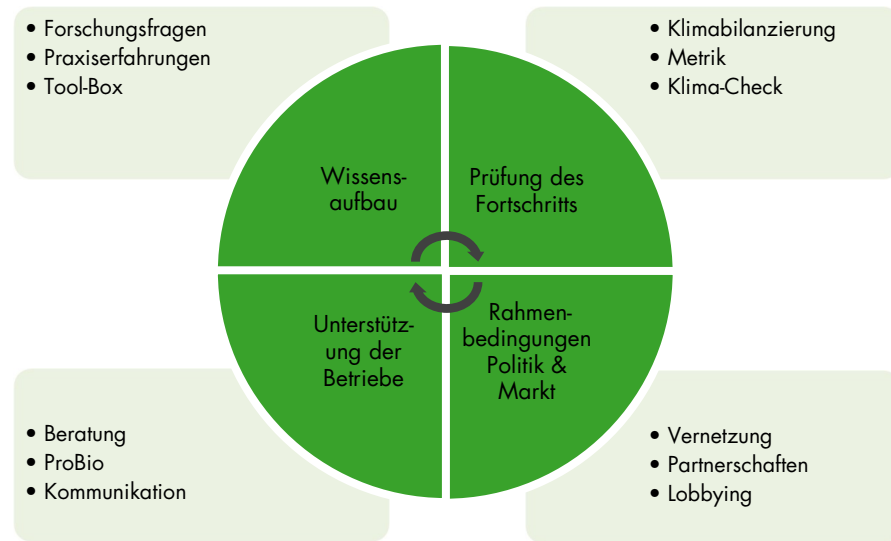 • Forschungsfragen
• Praxiserfahrungen
• Tool-Box
• Klimabilanzierung
• Metrik
• Klima-Check
Wissens-
aufbau
Prüfung des
Fortschritts
Unterstütz-
ung der
Betriebe
Rahmen-
bedingungen
Politik &
Markt
• Beratung
• ProBio
• Kommunikation
• Vernetzung
• Partnerschaften
• Lobbying